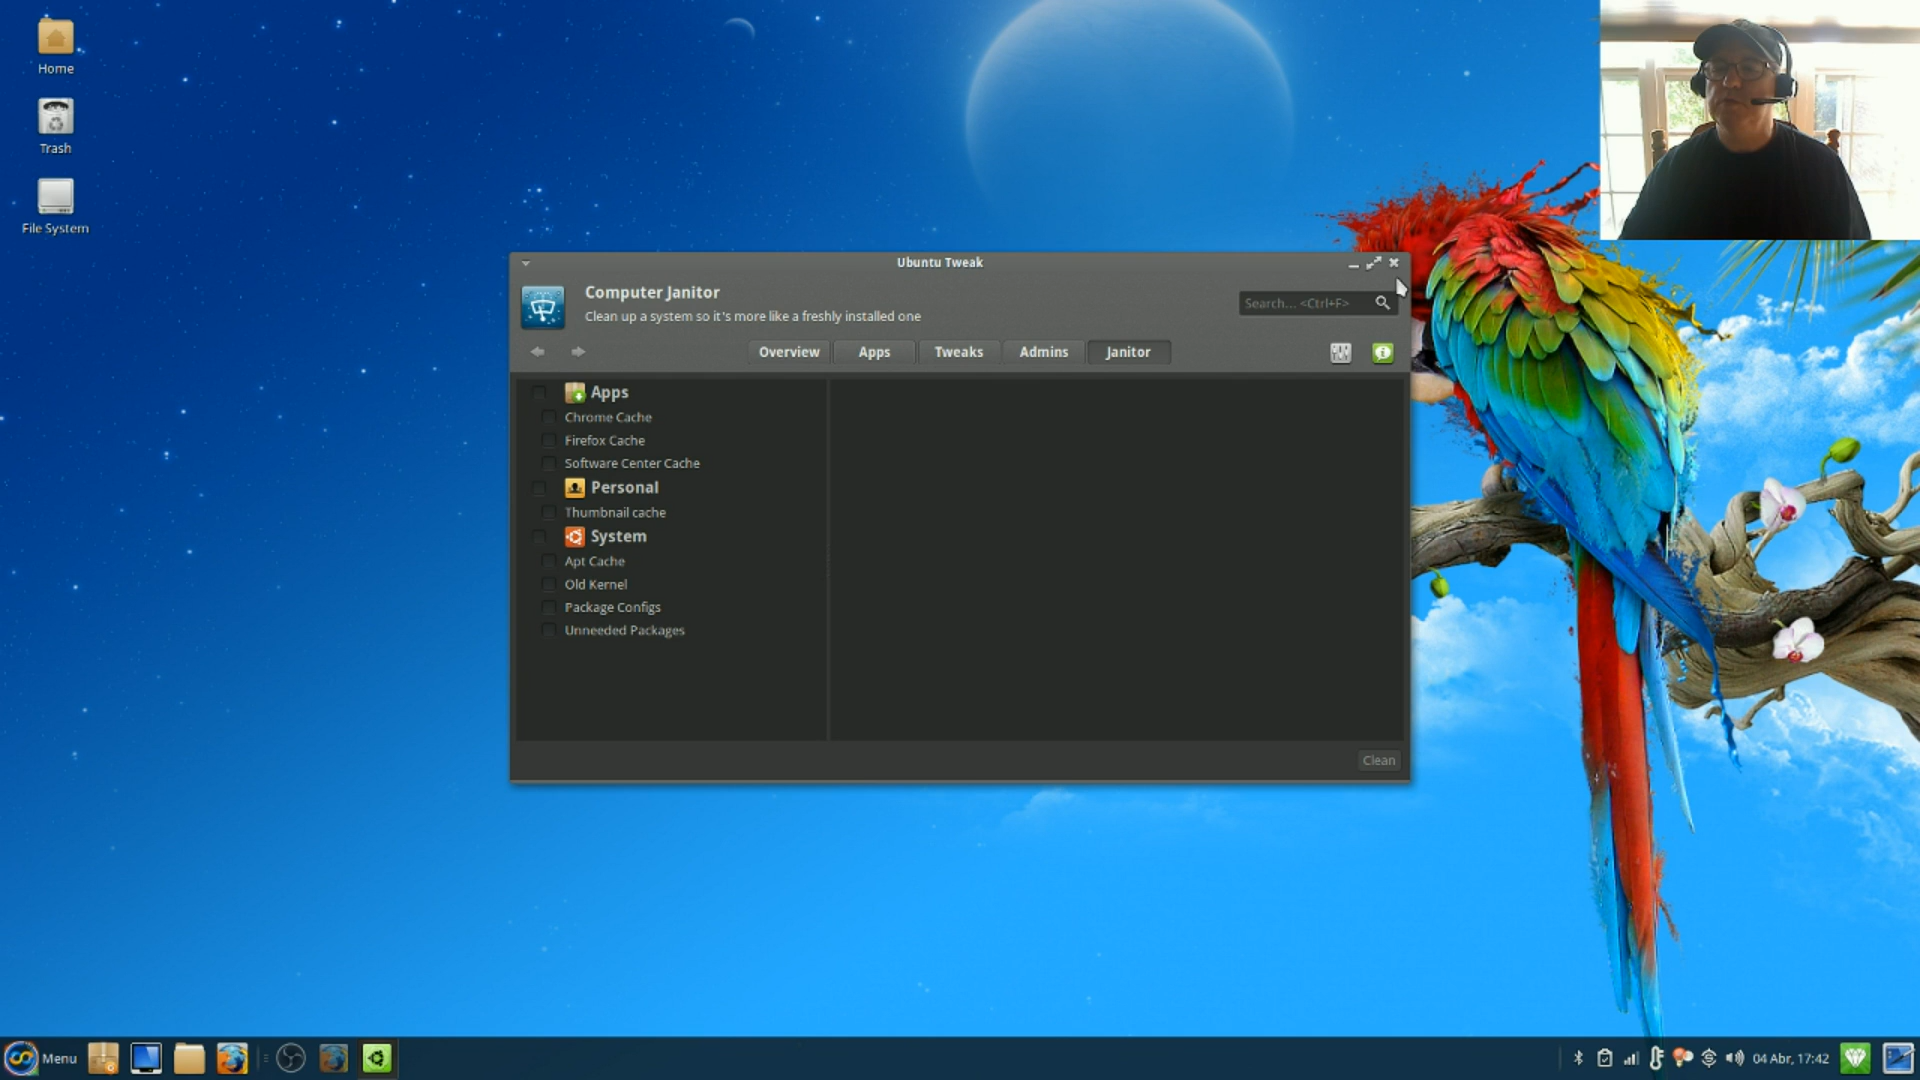 Home
Trash
File System
Ubuntu Tweak
Computer Janitor
Clean up a system so it's more like a freshly installed one
Search... <Ctrl+F>
Overview
Apps
Tweaks
Admins
Janitor
Apps
Chrome Cache
Firefox Cache
Software Center Cache
Personal
Thumbnail cache
System
Apt Cache
Old Kernel
Package Configs
Unneeded Packages
Clean
Menu
04 Abr, 17:42